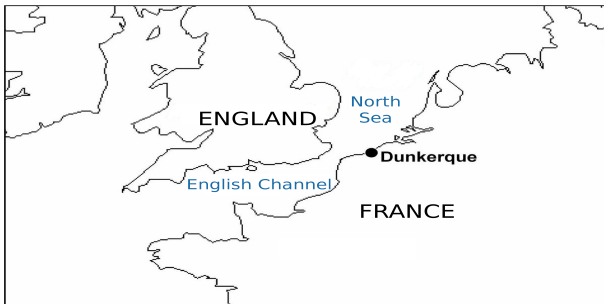 North
Sea
ENGLAND
Dunkerque
English Channel
FRANCE